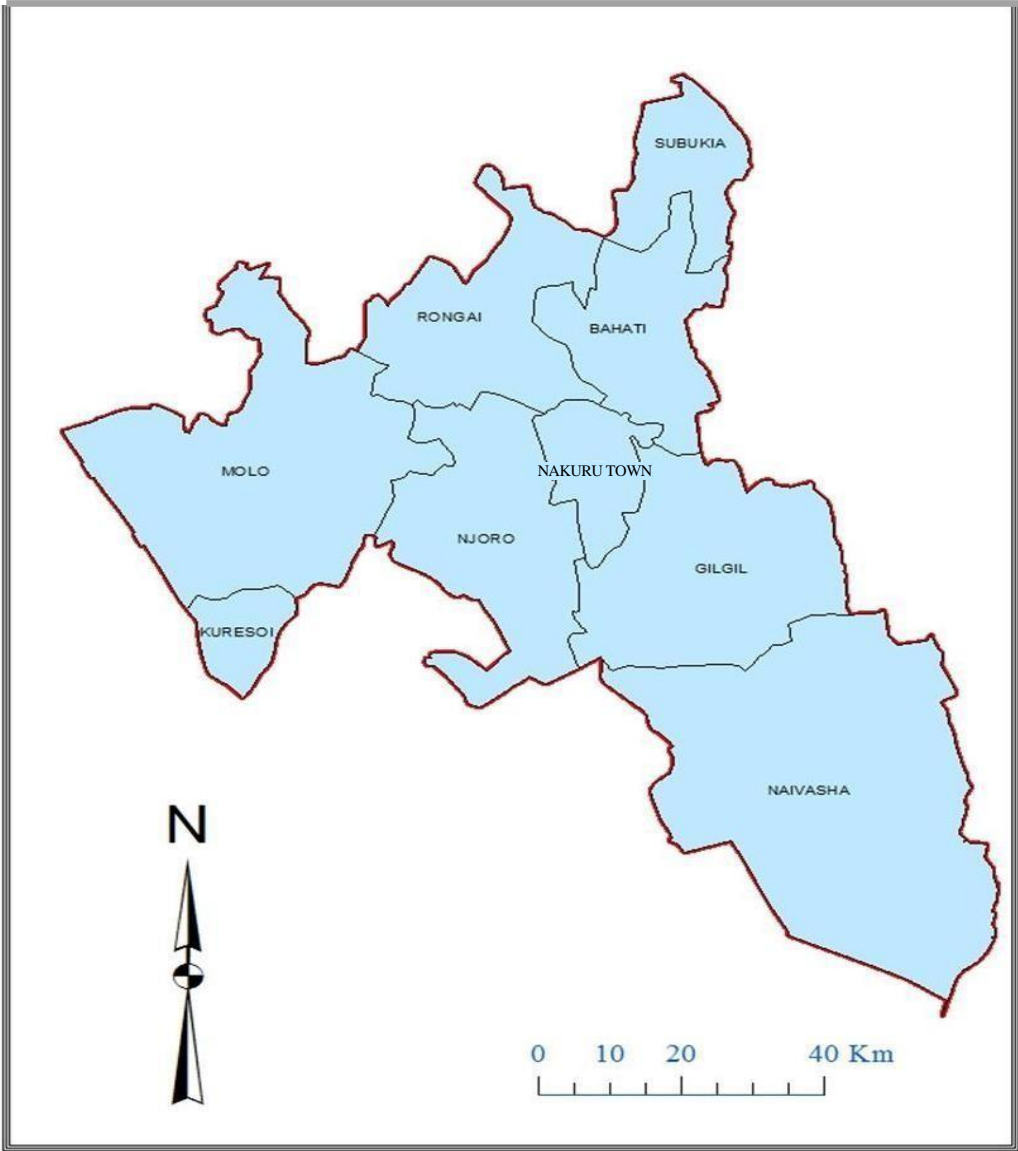 SUBUKIA
RONGAI
BAHATI
MOLO
NAKURU TOWN
NJORO
GILGIL
KURESOI
NAIVASHA
N
0 10 20 40 Km